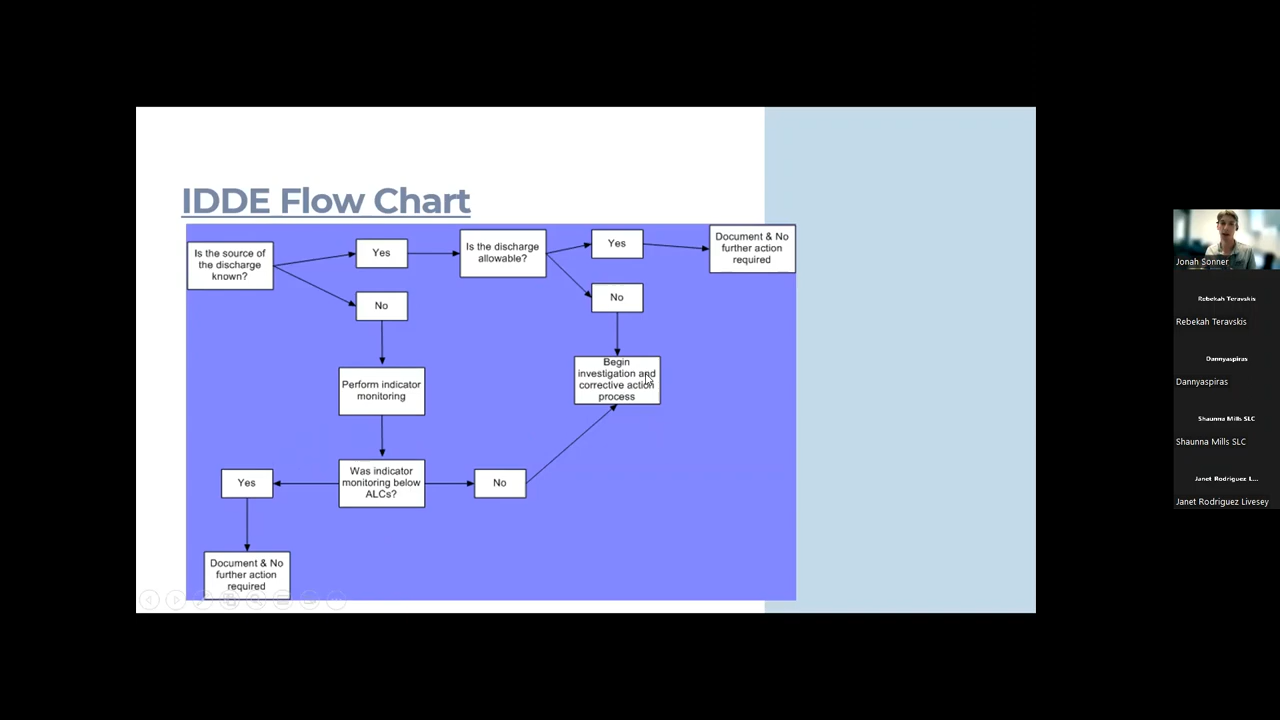 IDDE Flow Chart
Is the source of
the discharge
known?
Yes
Is the discharge
allowable?
Yes
Document & No
further action
required
No
No
Perform indicator
monitoring
Begin
investigation and
corrective action
process
Was indicator
monitoring below
ALCs?
Yes
No
Document & No
further action
required
Jonah Sonner
Rebekah Teravskis
Rebekah Teravskis
Dannyaspiras
Dannyaspiras
Shaunna Mills SLC
Shaunna Mills SLC
Janet Rodriguez L...
Janet Rodriguez Livesey